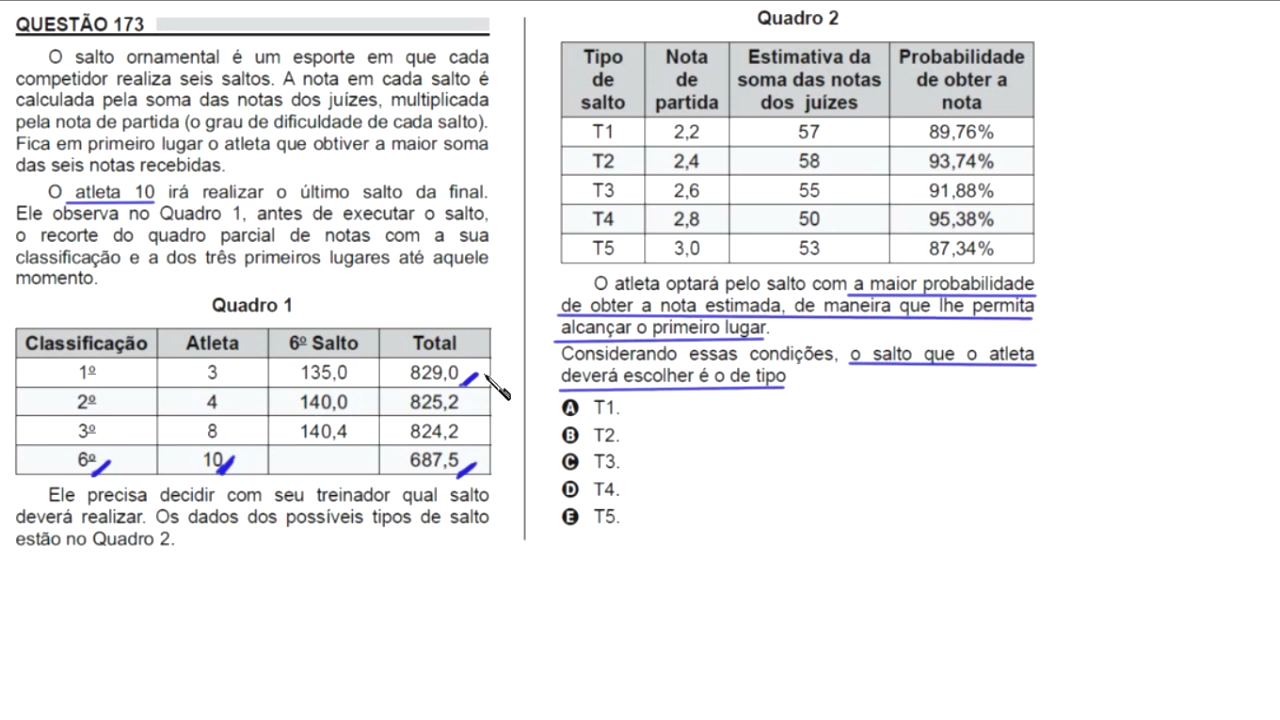 QUESTÃO 173
O salto ornamental é um esporte em que cada
competidor realiza seis saltos. A nota em cada salto é
calculada pela soma das notas dos juízes, multiplicada
pela nota de partida (o grau de dificuldade de cada salto).
Fica em primeiro lugar o atleta que obtiver a maior soma
das seis notas recebidas.
O atleta 10 irá realizar o último salto da final.
Ele observa no Quadro 1, antes de executar o salto,
o recorte do quadro parcial de notas com a sua
classificação e a dos três primeiros lugares até aquele
momento.
Quadro 1
Classificação Atleta 6º Salto Total
1º 3 135,0 829,0
2º 4 140,0 825,2
3º 8 140,4 824,2
6º 10 687,5
Ele precisa decidir com seu treinador qual salto
deverá realizar. Os dados dos possíveis tipos de salto
estão no Quadro 2.
Quadro 2
Tipo de salto Nota de partida Estimativa da soma das notas dos juízes Probabilidade de obter a nota
T1 2,2 57 89,76%
T2 2,4 58 93,74%
T3 2,6 55 91,88%
T4 2,8 50 95,38%
T5 3,0 53 87,34%
O atleta optará pelo salto com a maior probabilidade
de obter a nota estimada, de maneira que lhe permita
alcançar o primeiro lugar.
Considerando essas condições, o salto que o atleta
deverá escolher é o de tipo
A T1.
B T2.
C T3.
D T4.
E T5.